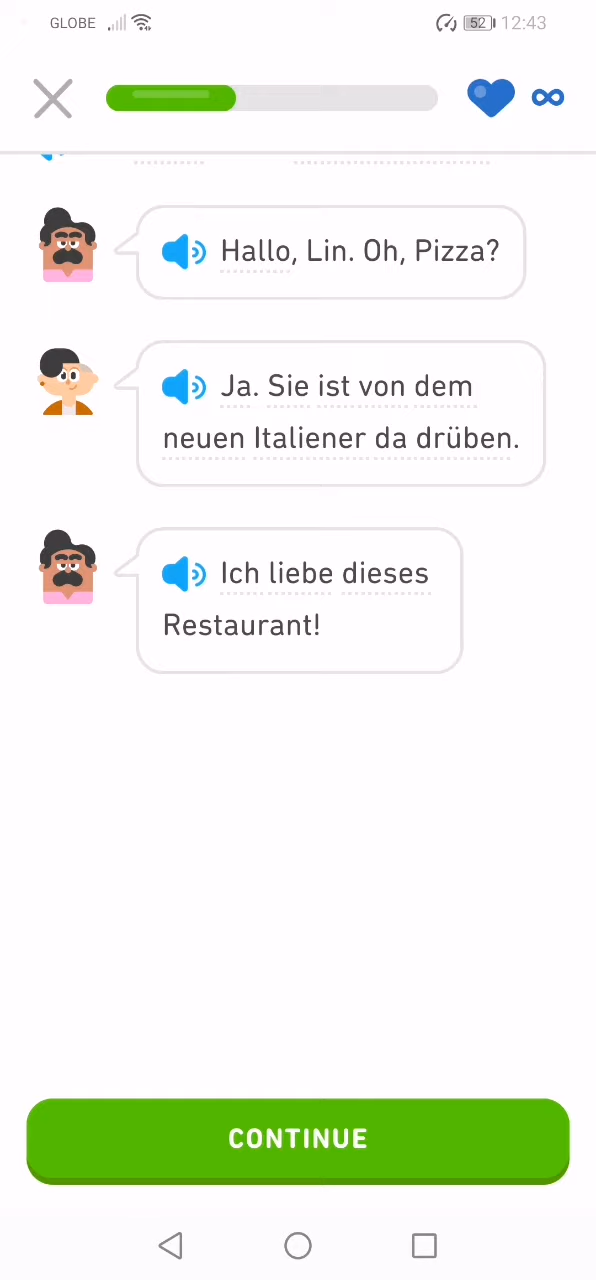 GLOBE
52
12:43
Hallo, Lin. Oh, Pizza?
Ja. Sie ist von dem
neuen Italiener da drüben.
Ich liebe dieses
Restaurant!
CONTINUE